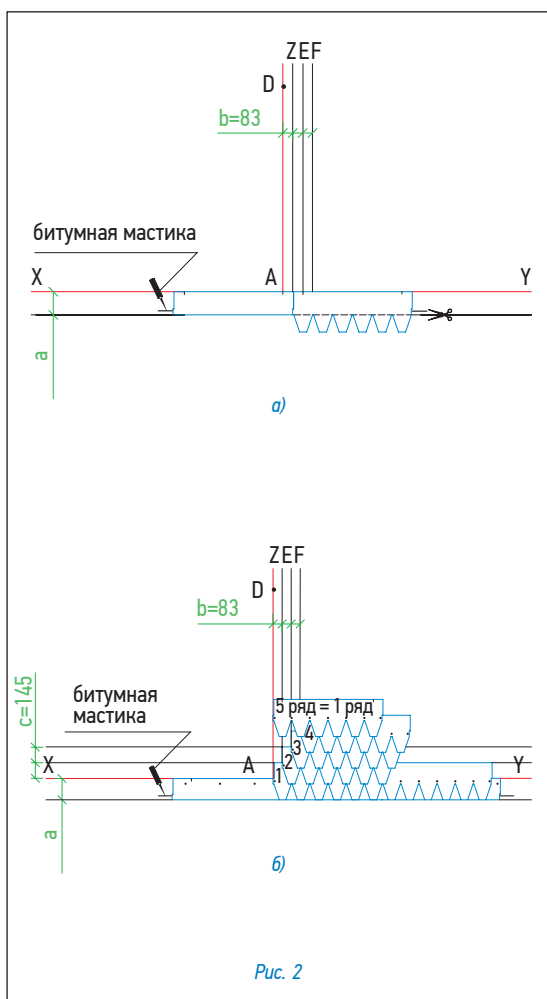 ZEF
D
b=83
битумная мастика
X
A
Y
a
а)
ZEF
D
b=83
c=145
битумная
мастика
5 ряд = 1 ряд
4
3
X
A
2
Y
1
a
б)
Рис. 2